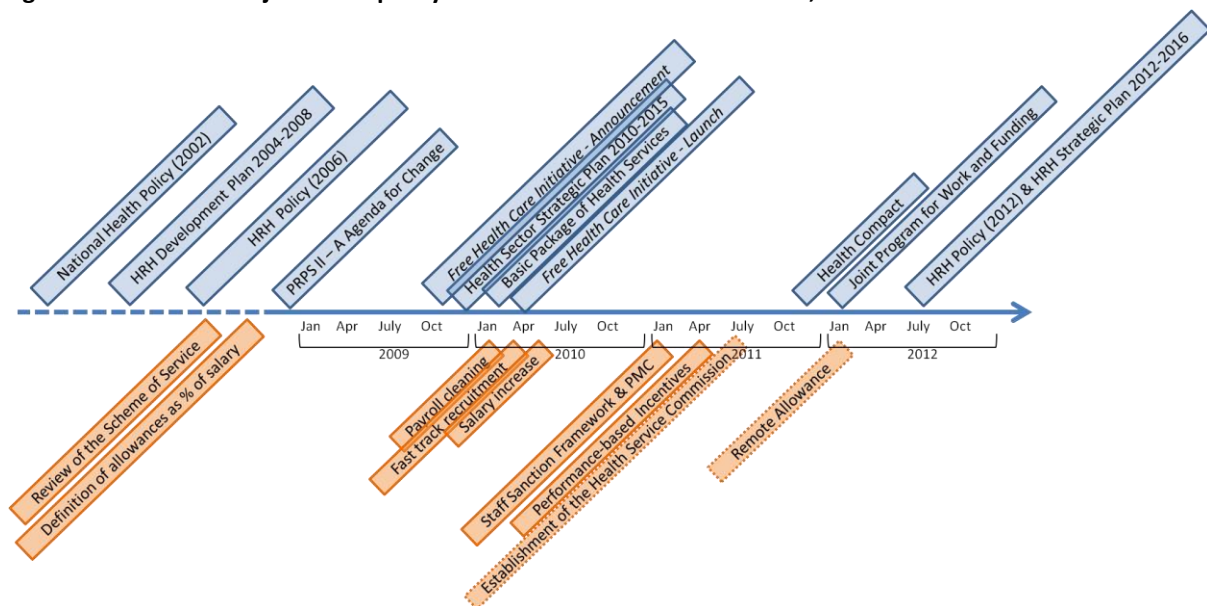 National Health Policy (2002)
HRH Development Plan 2004-2008
HRH Policy (2006)
PRPS II – A Agenda for Change
Free Health Care Initiative - Announcement
Health Sector Strategic Plan 2010-2015
Basic Package of Health Services
Free Health Care Initiative - Launch
Health Compact
Joint Program for Work and Funding
HRH Policy (2012) & HRH Strategic Plan 2012-2016
Jan Apr July Oct Jan Apr July Oct Jan Apr July Oct Jan Apr July Oct
2009 2010 2011 2012
Review of the Scheme of Service
Definition of allowances as % of salary
Payroll cleaning
Fast track recruitment
Salary increase
Staff Sanction Framework & PMC
Performance-based Incentives
Establishment of the Health Service Commission
Remote Allowance